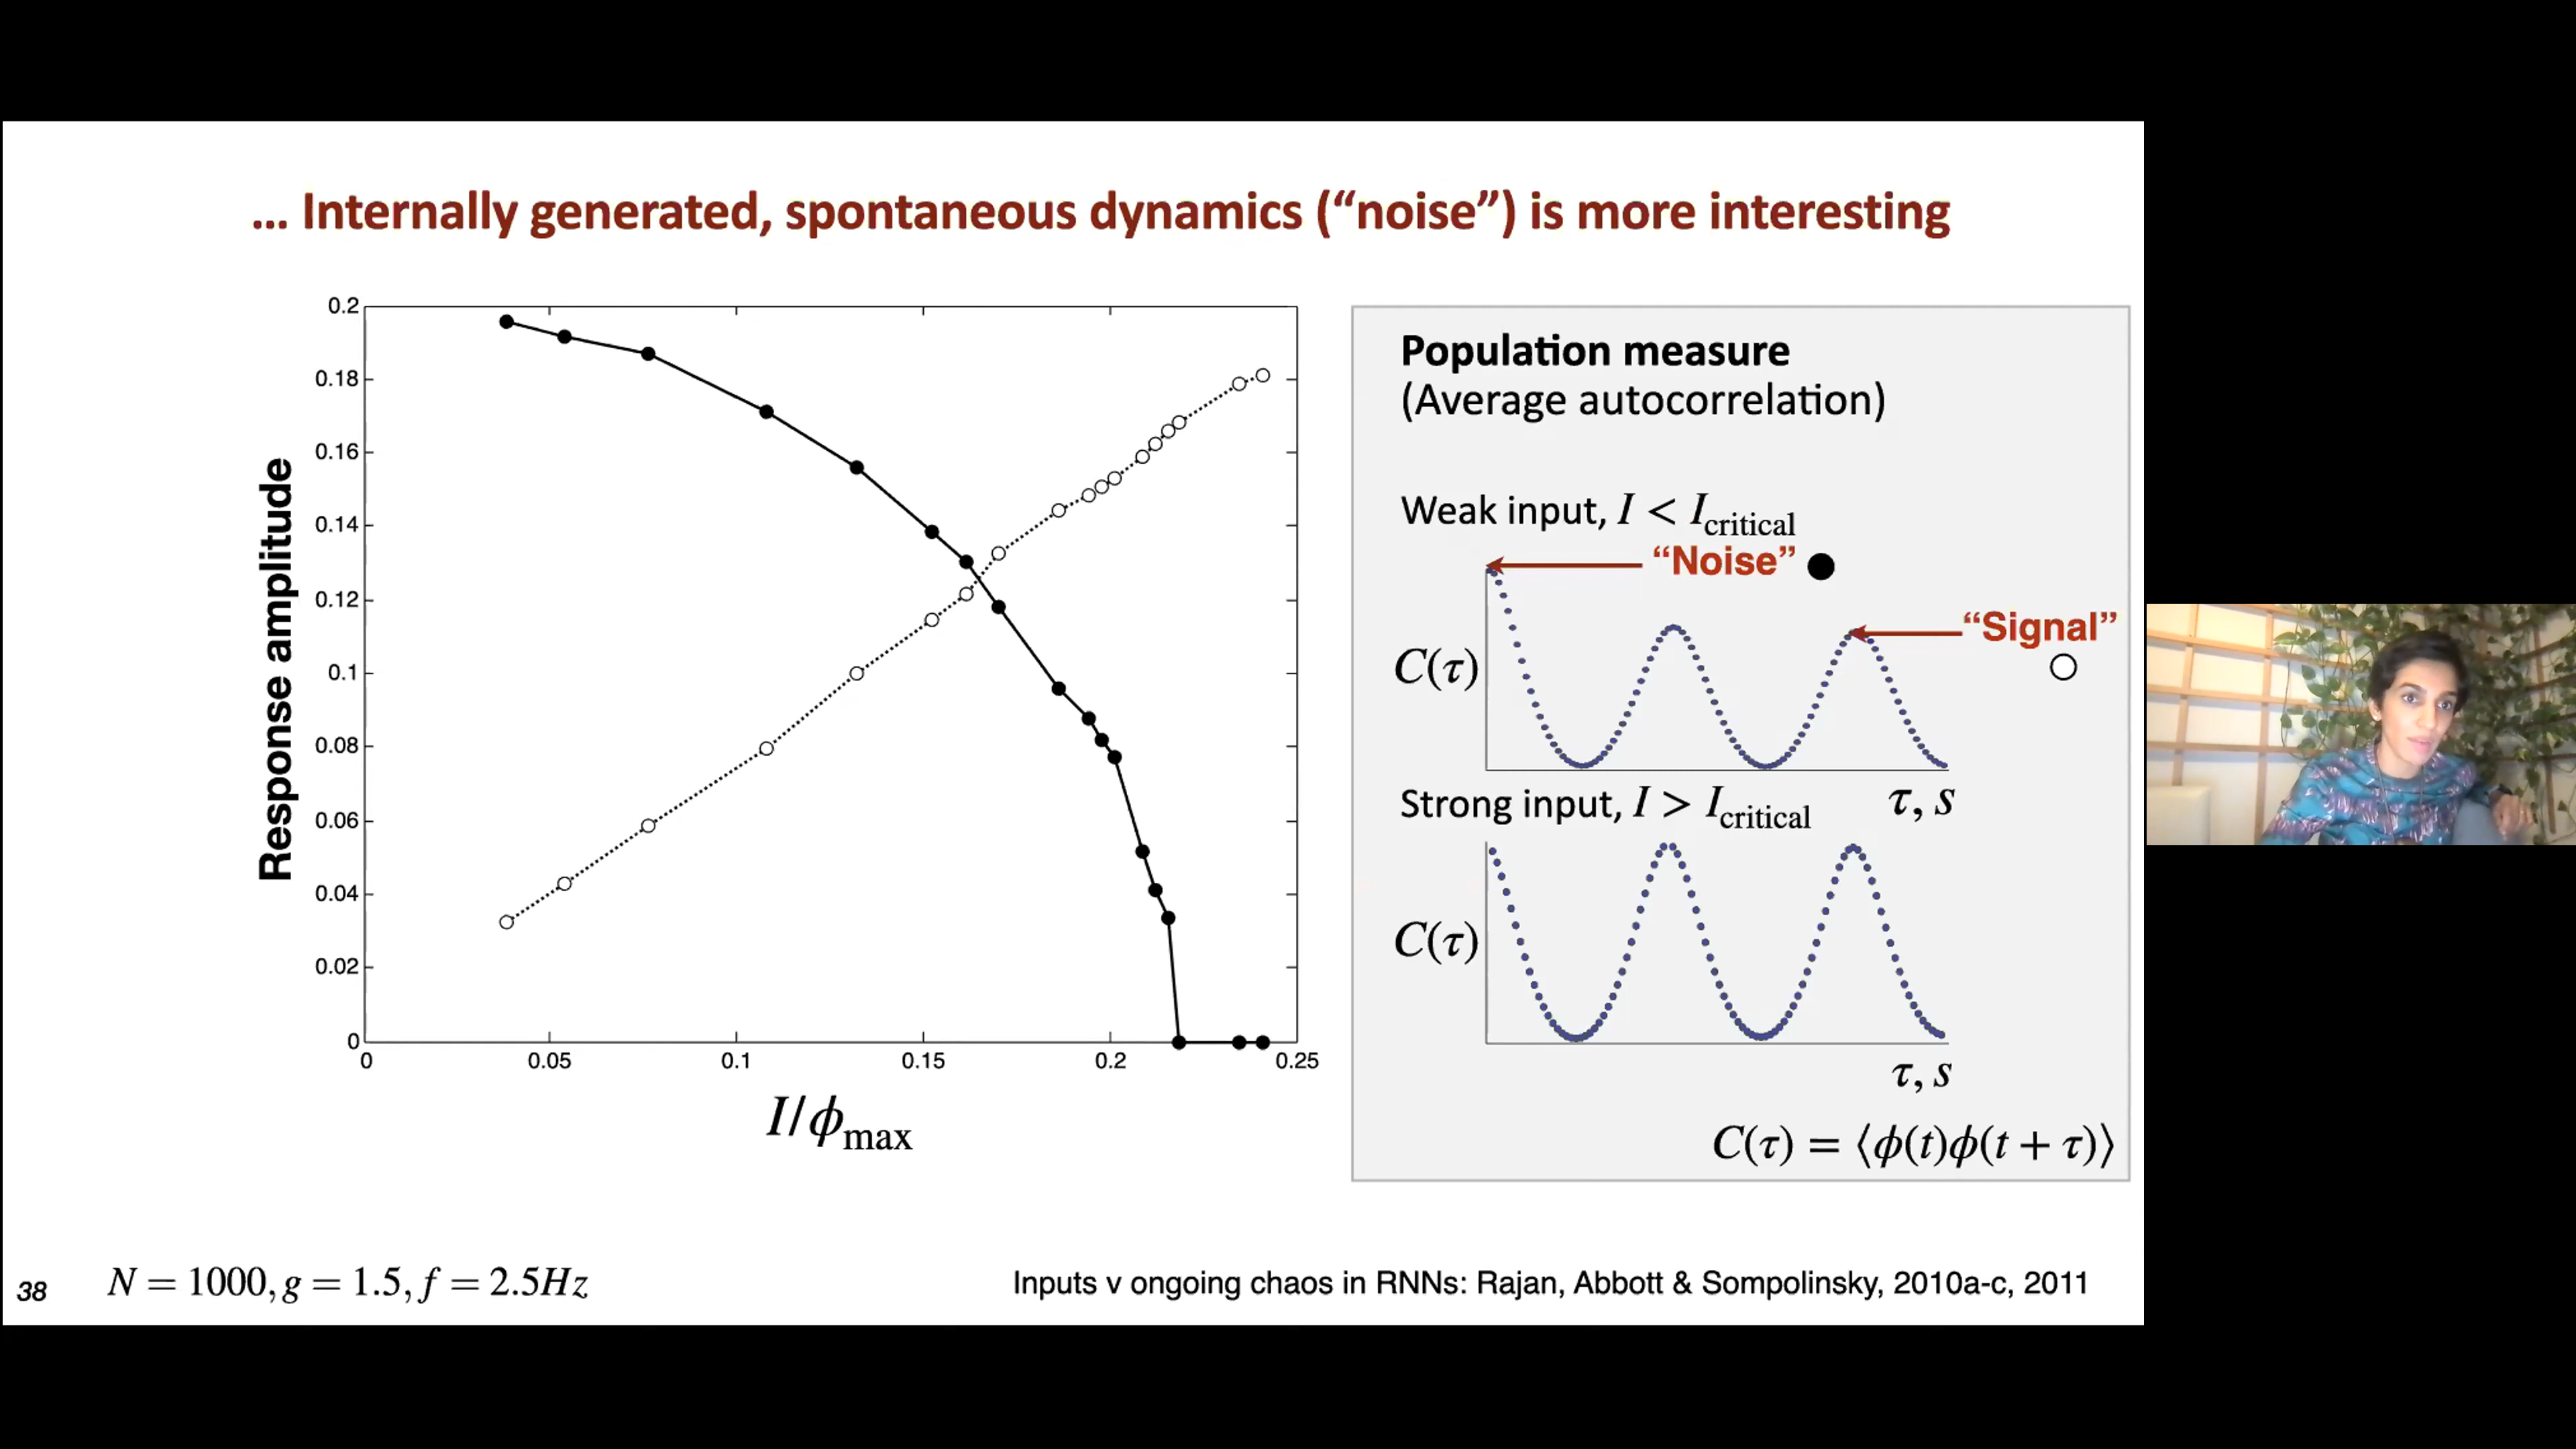 ... Internally generated, spontaneous dynamics (“noise”) is more interesting
Response amplitude
0.2
0.18
0.16
0.14
0.12
0.1
0.08
0.06
0.04
0.02
0
0 0.05 0.1 0.15 0.2 0.25
I/ϕmax
Population measure
(Average autocorrelation)
Weak input, I < Icritical
“Noise”
“Signal”
C(τ)
τ, s
Strong input, I > Icritical
C(τ)
τ, s
C(τ) = ⟨ϕ(t)ϕ(t + τ)⟩
38
N = 1000, g = 1.5, f = 2.5Hz
Inputs v ongoing chaos in RNNs: Rajan, Abbott & Sompolinsky, 2010a-c, 2011